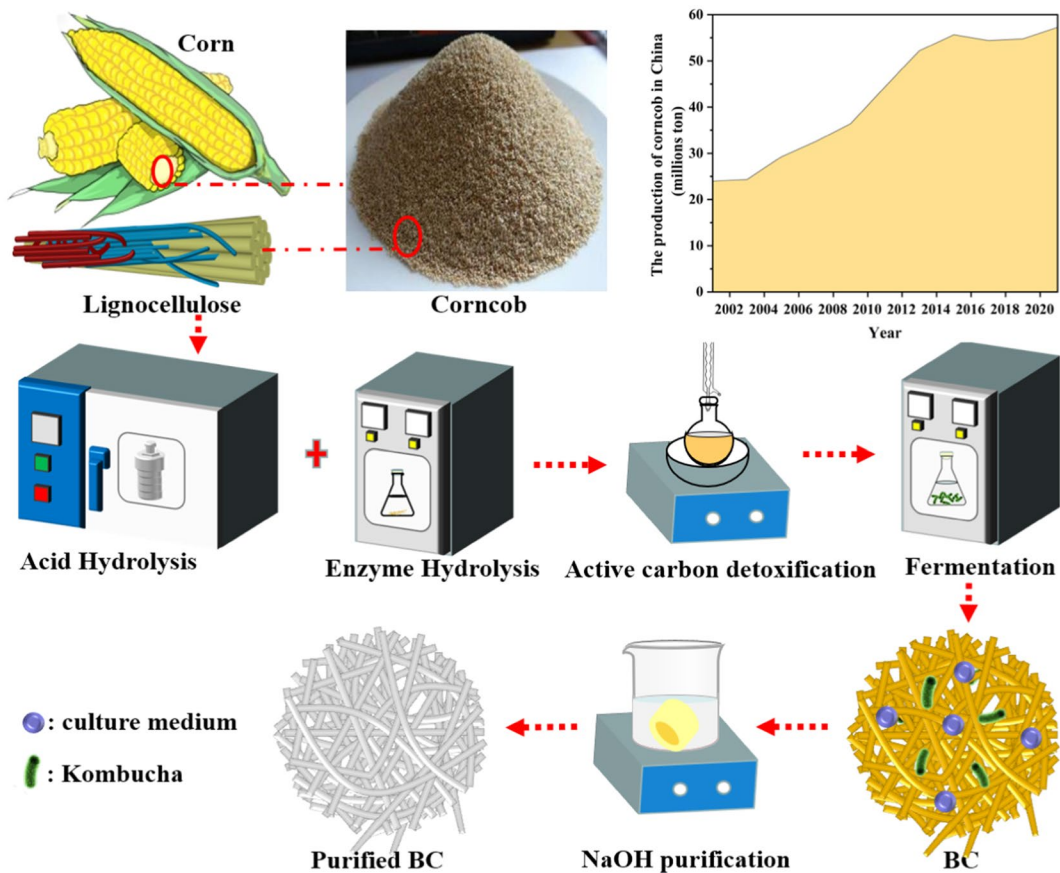 Corn
Lignocellulose
Corncob
The production of corncob in China
(millions ton)
60
50
40
30
20
10
0
2002 2004 2006 2008 2010 2012 2014 2016 2018 2020
Year
Acid Hydrolysis
+
Enzyme Hydrolysis
Active carbon detoxification
Fermentation
: culture medium
: Kombucha
Purified BC
NaOH purification
BC